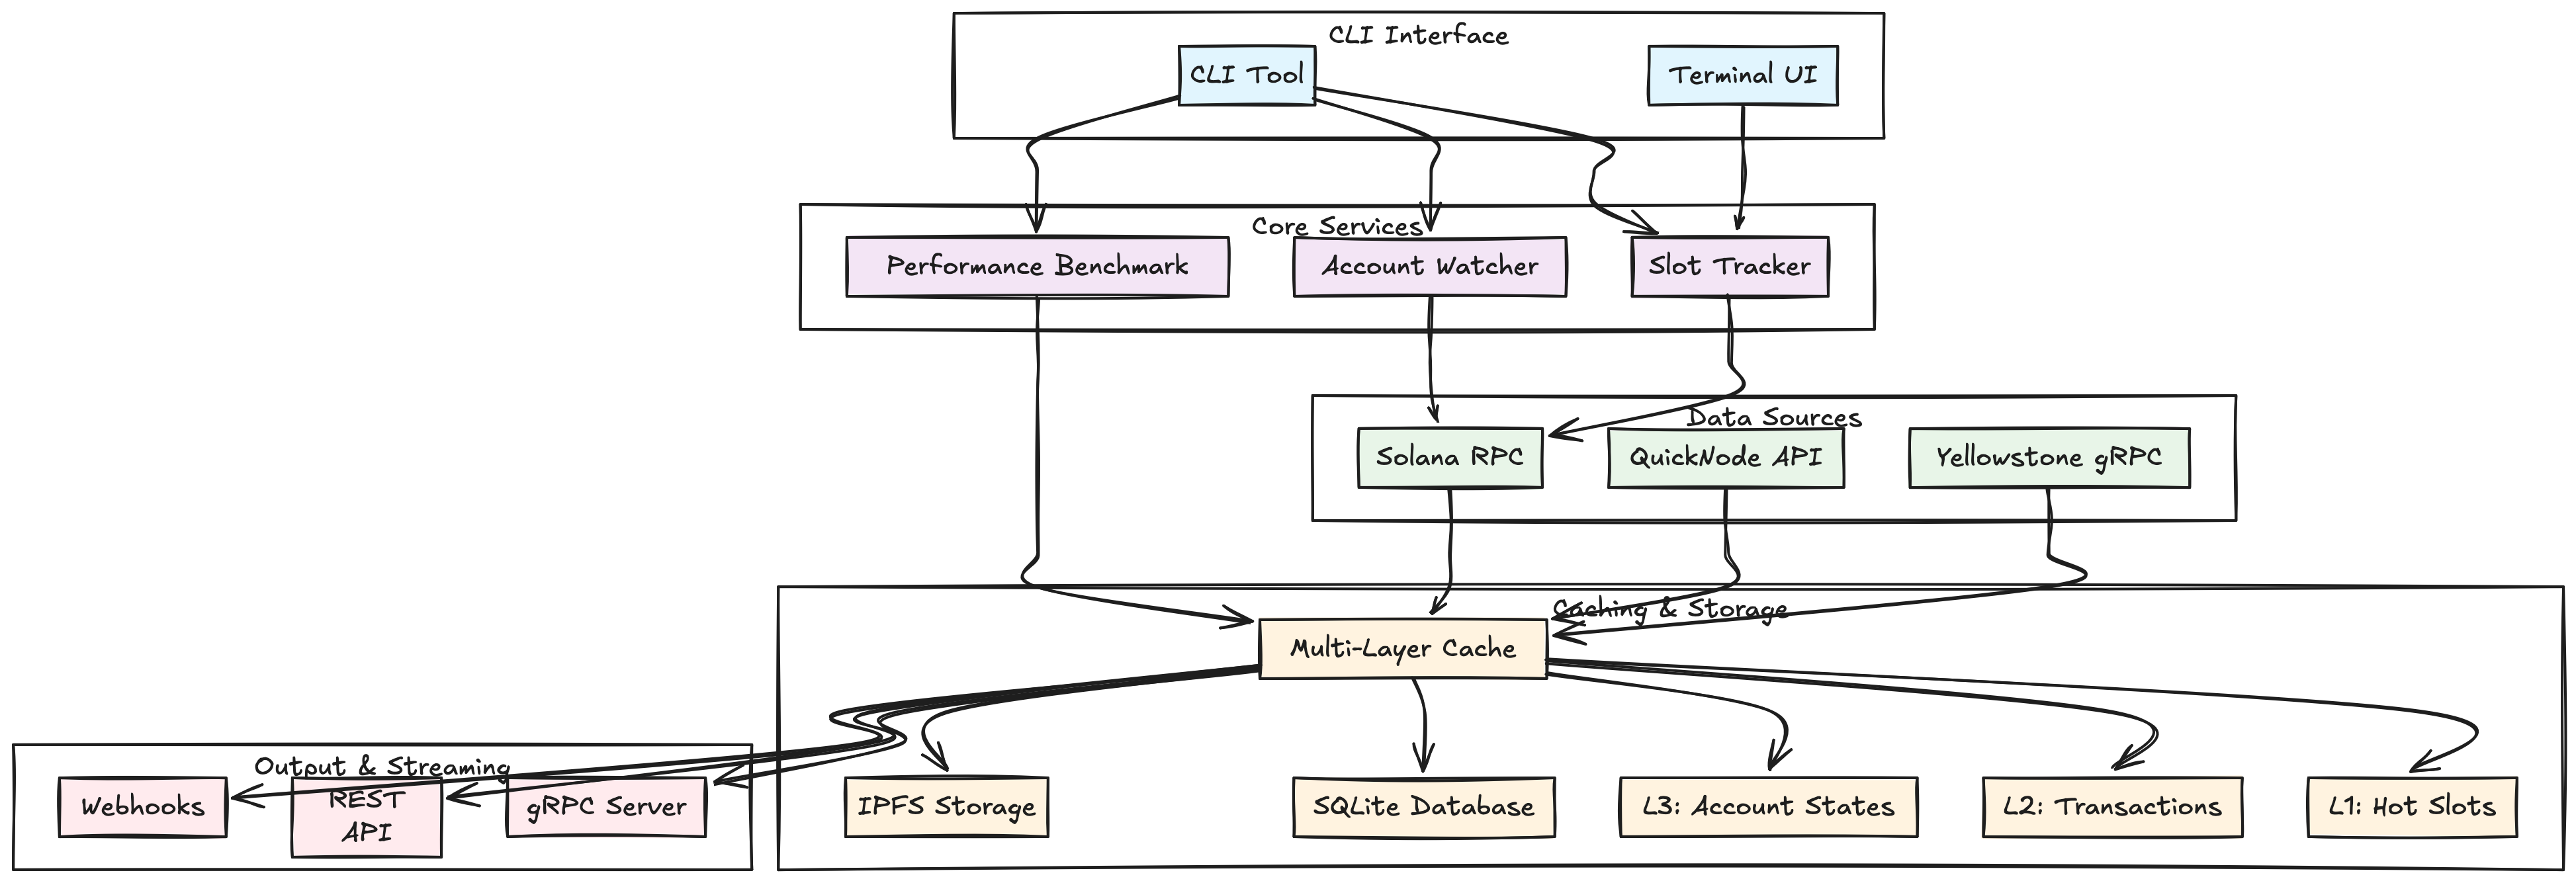 CLI Interface
CLI Tool
Terminal UI
Core Services
Performance Benchmark
Account Watcher
Slot Tracker
Data Sources
Solana RPC
QuickNode API
Yellowstone gRPC
Caching & Storage
Multi-Layer Cache
Output & Streaming
Webhooks
REST
API
gRPC Server
IPFS Storage
SQLite Database
L3: Account States
L2: Transactions
L1: Hot Slots